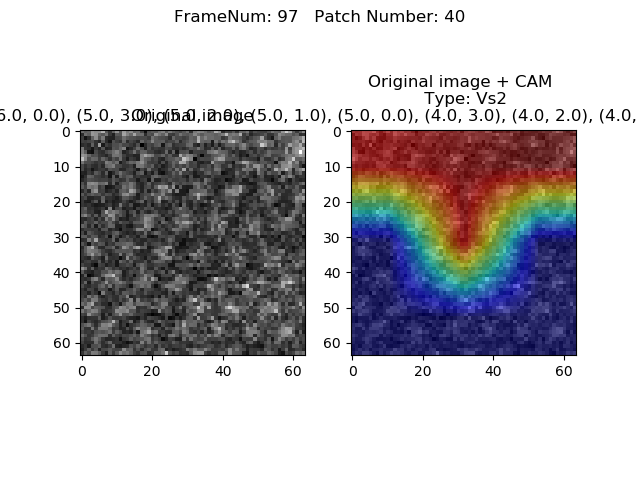 FrameNum: 97   Patch Number: 40
Original image + CAM
Type: Vs2
6.0, 0.0), (5.0, 3.0), (5.0, 2.0), (5.0, 1.0), (5.0, 0.0), (4.0, 3.0), (4.0, 2.0), (4.0,
Original image
0
10
20
30
40
50
60
0 20 40 60
0
10
20
30
40
50
60
0 20 40 60